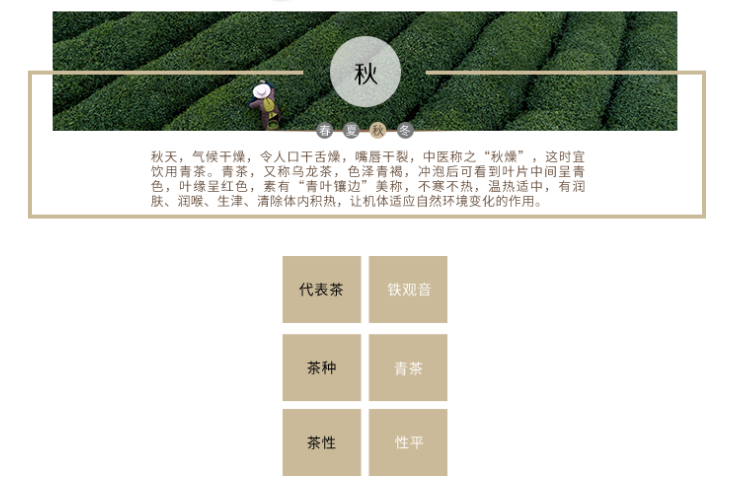 秋
春 夏 秋 冬
秋天，气候干燥，令人口干舌燥，嘴唇干裂，中医称之“秋燥”，这时宜
饮用青茶。青茶，又称乌龙茶，色泽青褐，冲泡后可看到叶片中间呈青
色，叶缘呈红色，素有“青叶镶边”美称，不寒不热，温热适中，有润
肤、润喉、生津、清除体内积热，让机体适应自然环境变化的作用。
代表茶 铁观音
茶种 青茶
茶性 性平